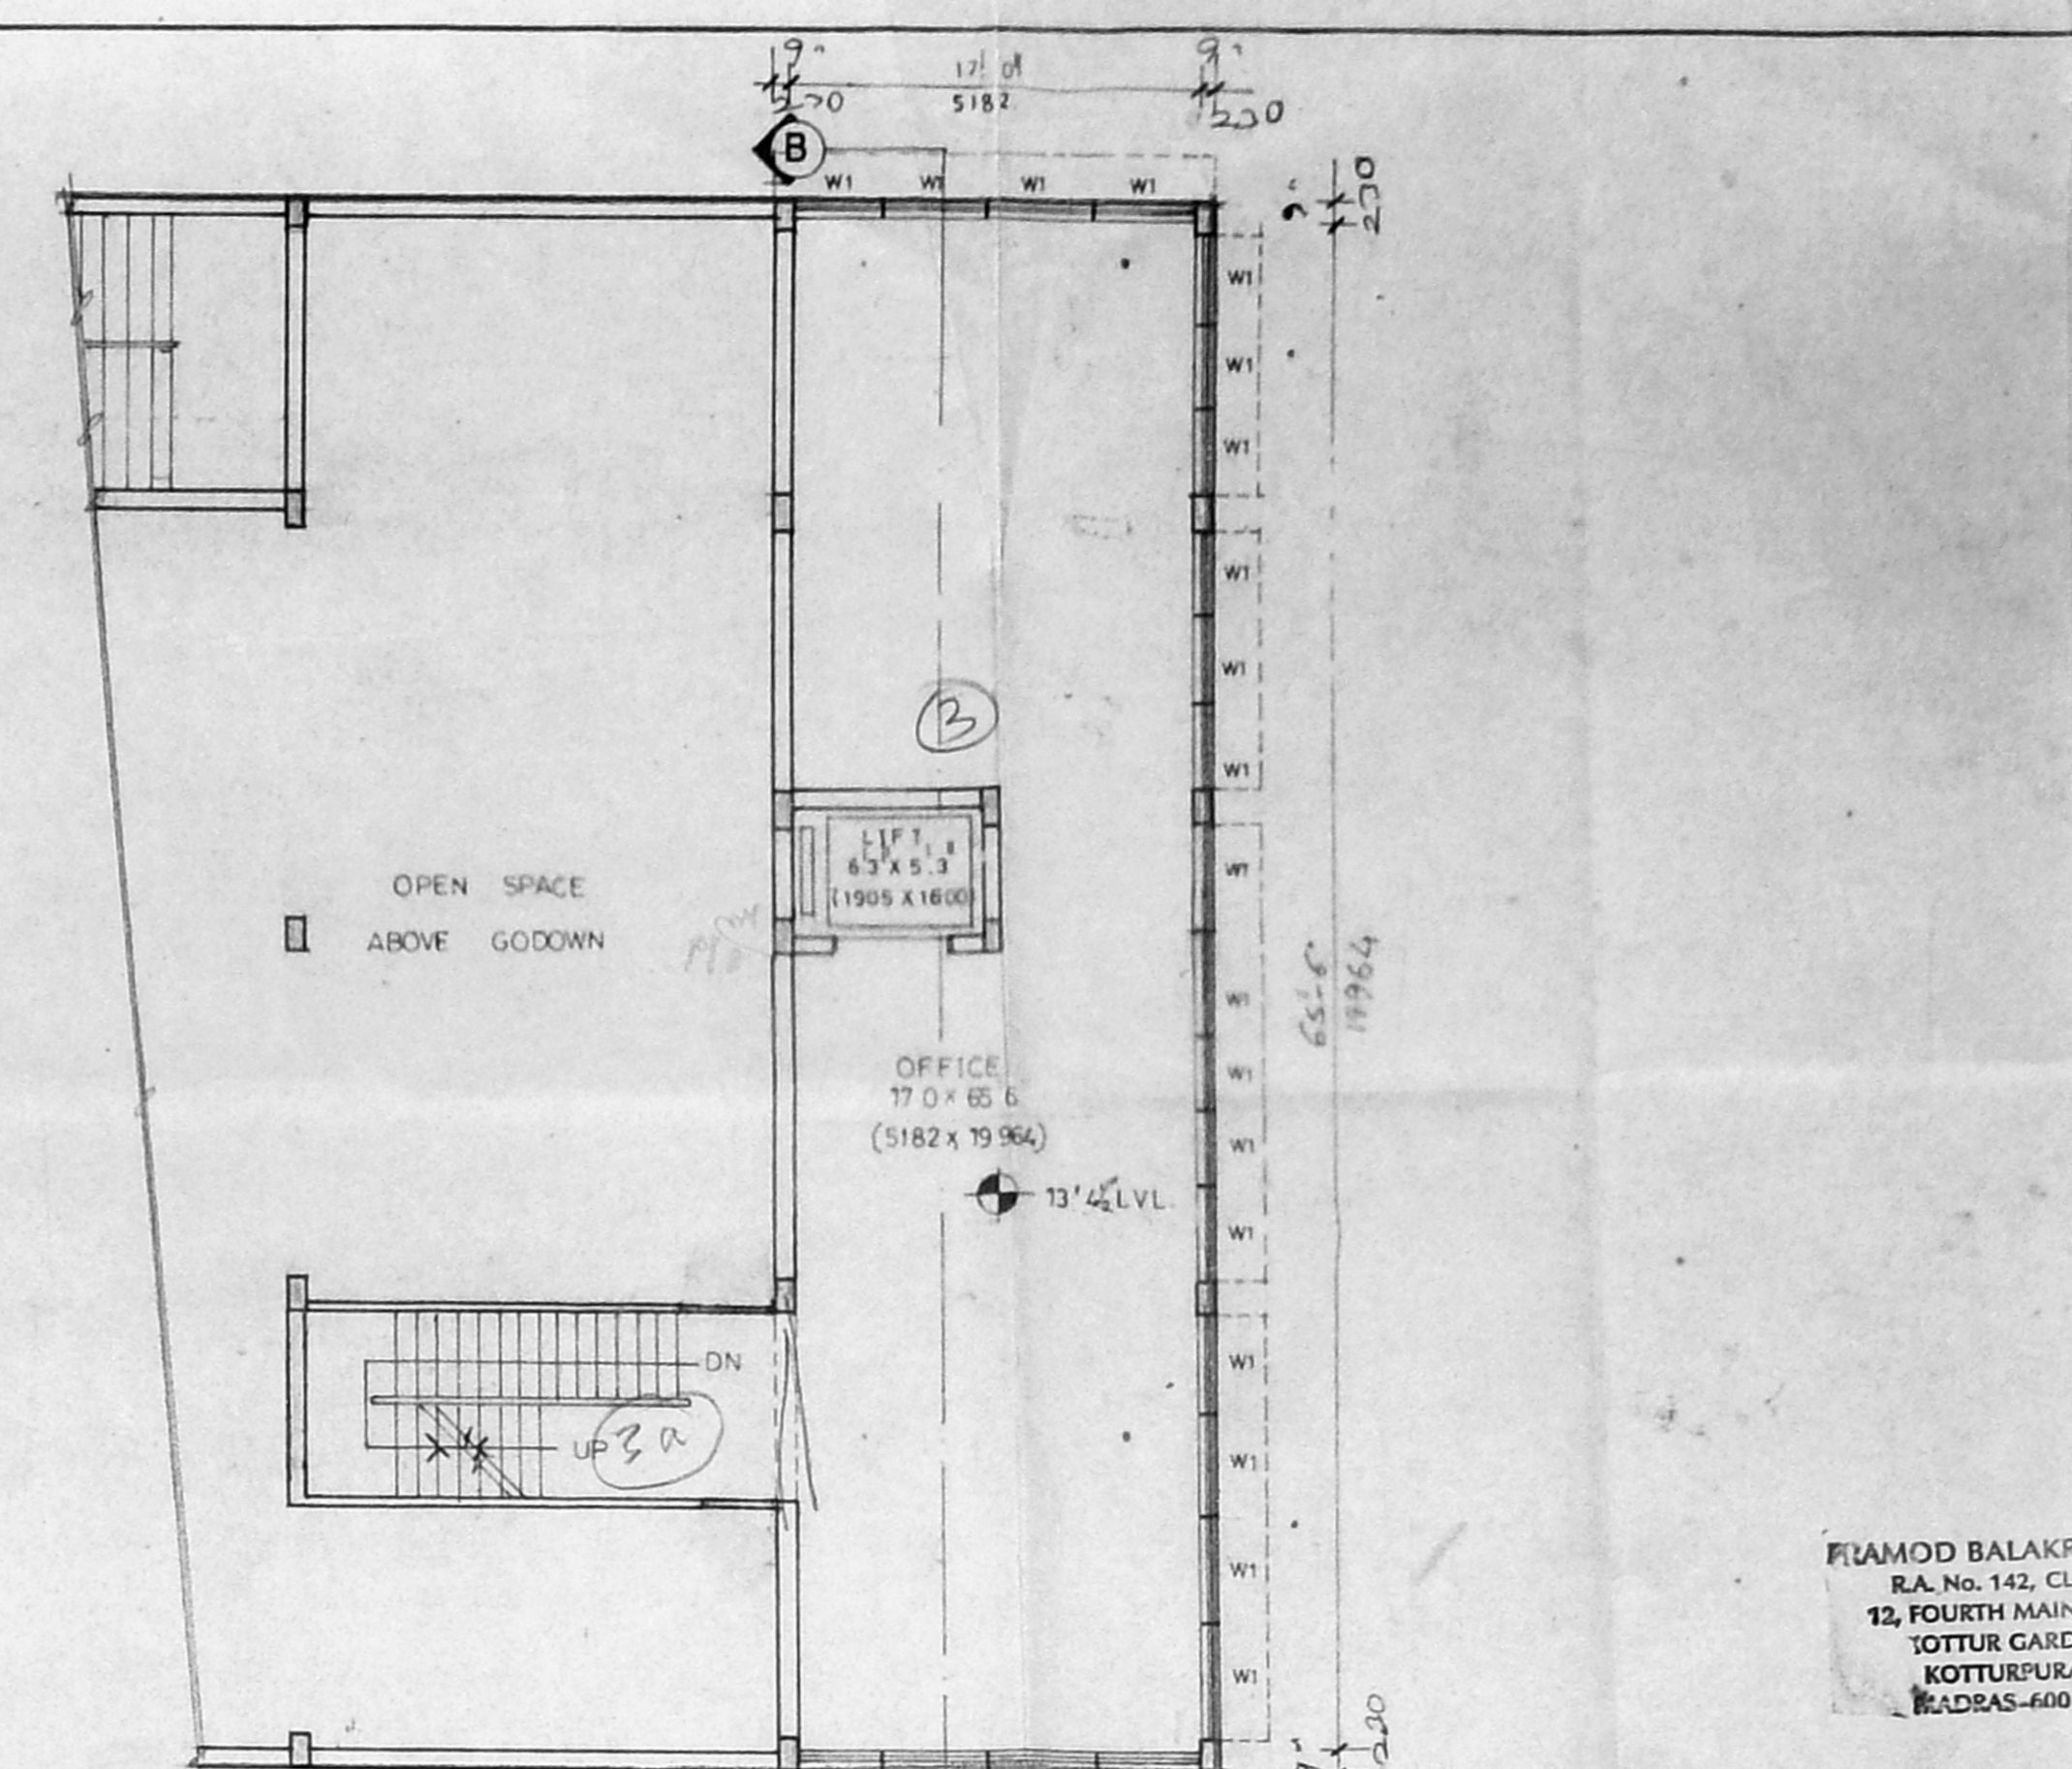 9" 17' 0" 9"
230 5182 230
B
W1 W1 W1 W1
9" 230
W1
W1
W1
W1
W1
B
W1
LIFT
6.3 X 5.3
(1905 X 1600)
W1
OPEN SPACE
ABOVE GODOWN
65'-6"
19964
W1
OFFICE
17 0 x 65 6
(5182 x 19 964)
W1
W1
13' 4½ LVL.
W1
DN
W1
UP 3a
W1
W1
W1
PRAMOD BALAKR
R.A. No. 142, CL
12, FOURTH MAIN
KOTTUR GARD
KOTTURPURA
MADRAS-600
9" 230